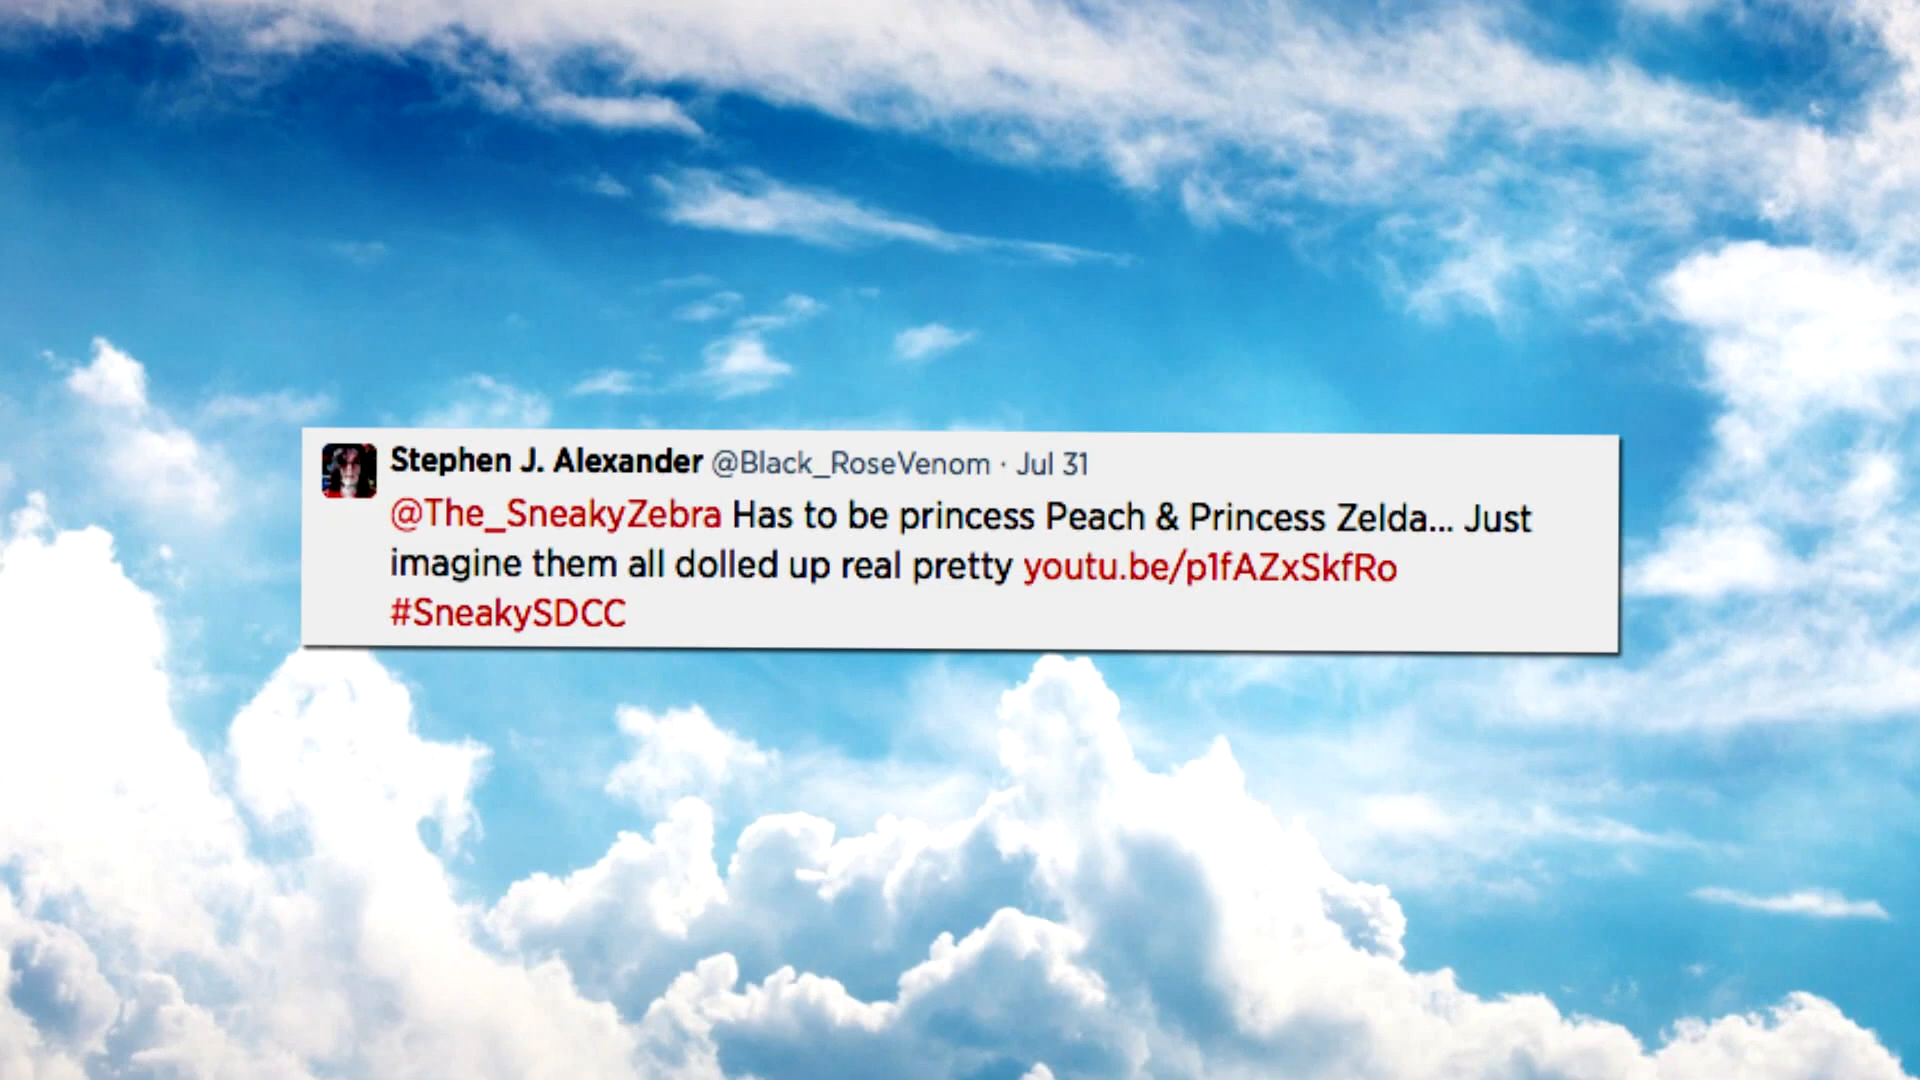 Stephen J. Alexander @Black_RoseVenom · Jul 31
@The_SneakyZebra Has to be princess Peach & Princess Zelda... Just
imagine them all dolled up real pretty youtu.be/p1fAZxSkfRo
#SneakySDCC